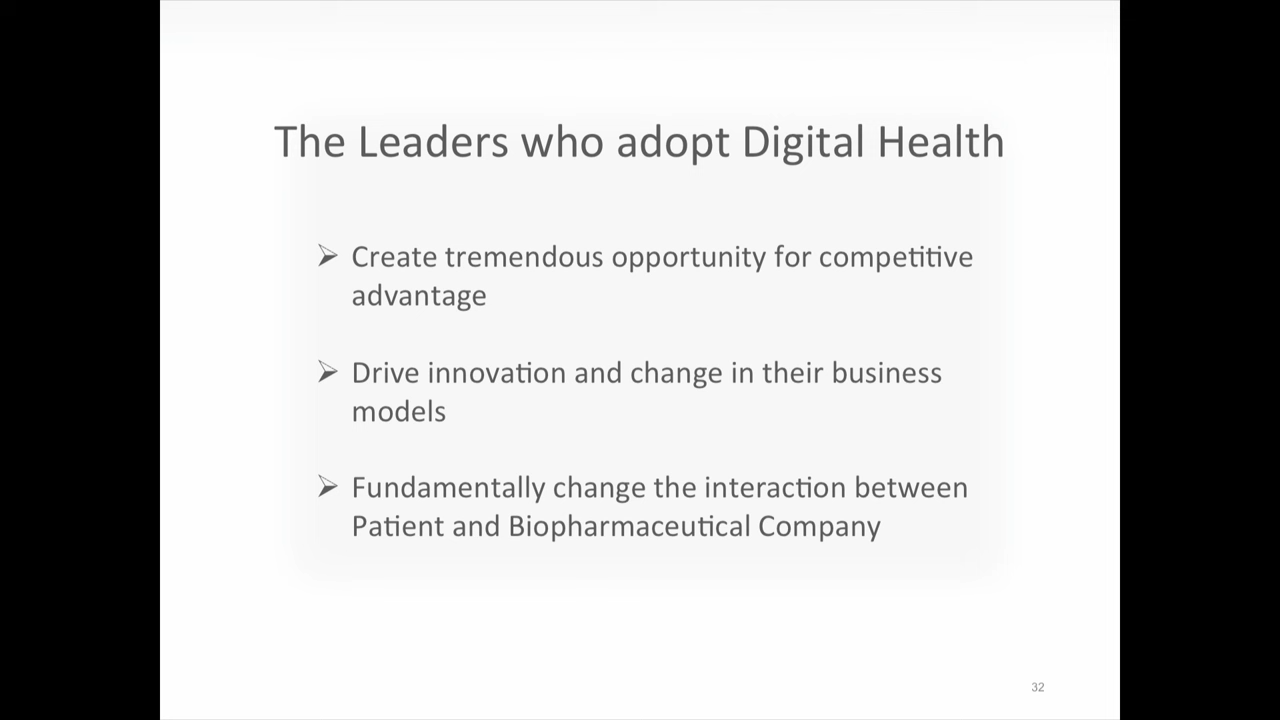 The Leaders who adopt Digital Health
➢ Create tremendous opportunity for competitive
advantage
➢ Drive innovation and change in their business
models
➢ Fundamentally change the interaction between
Patient and Biopharmaceutical Company
32